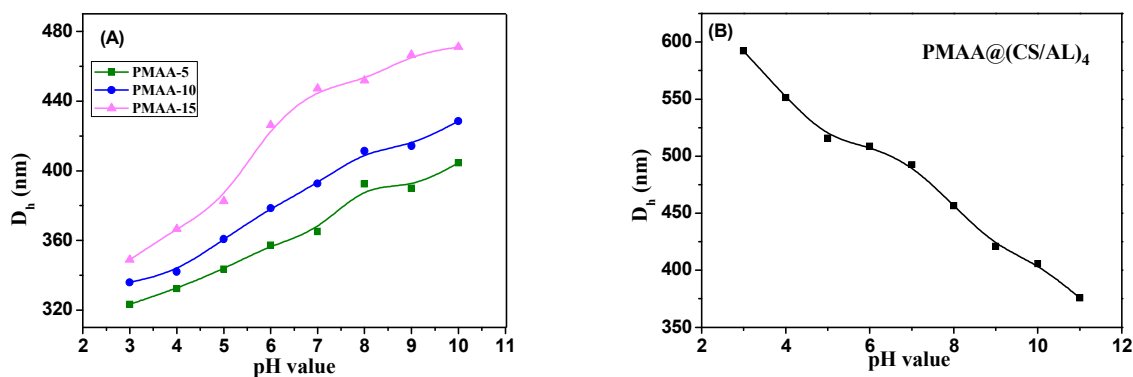 (A)
PMAA-5
PMAA-10
PMAA-15
480
440
400
360
320
D_h (nm)
2 3 4 5 6 7 8 9 10 11
pH value
(B)
PMAA@(CS/AL)_4
600
550
500
450
400
350
D_h (nm)
2 4 6 8 10 12
pH value